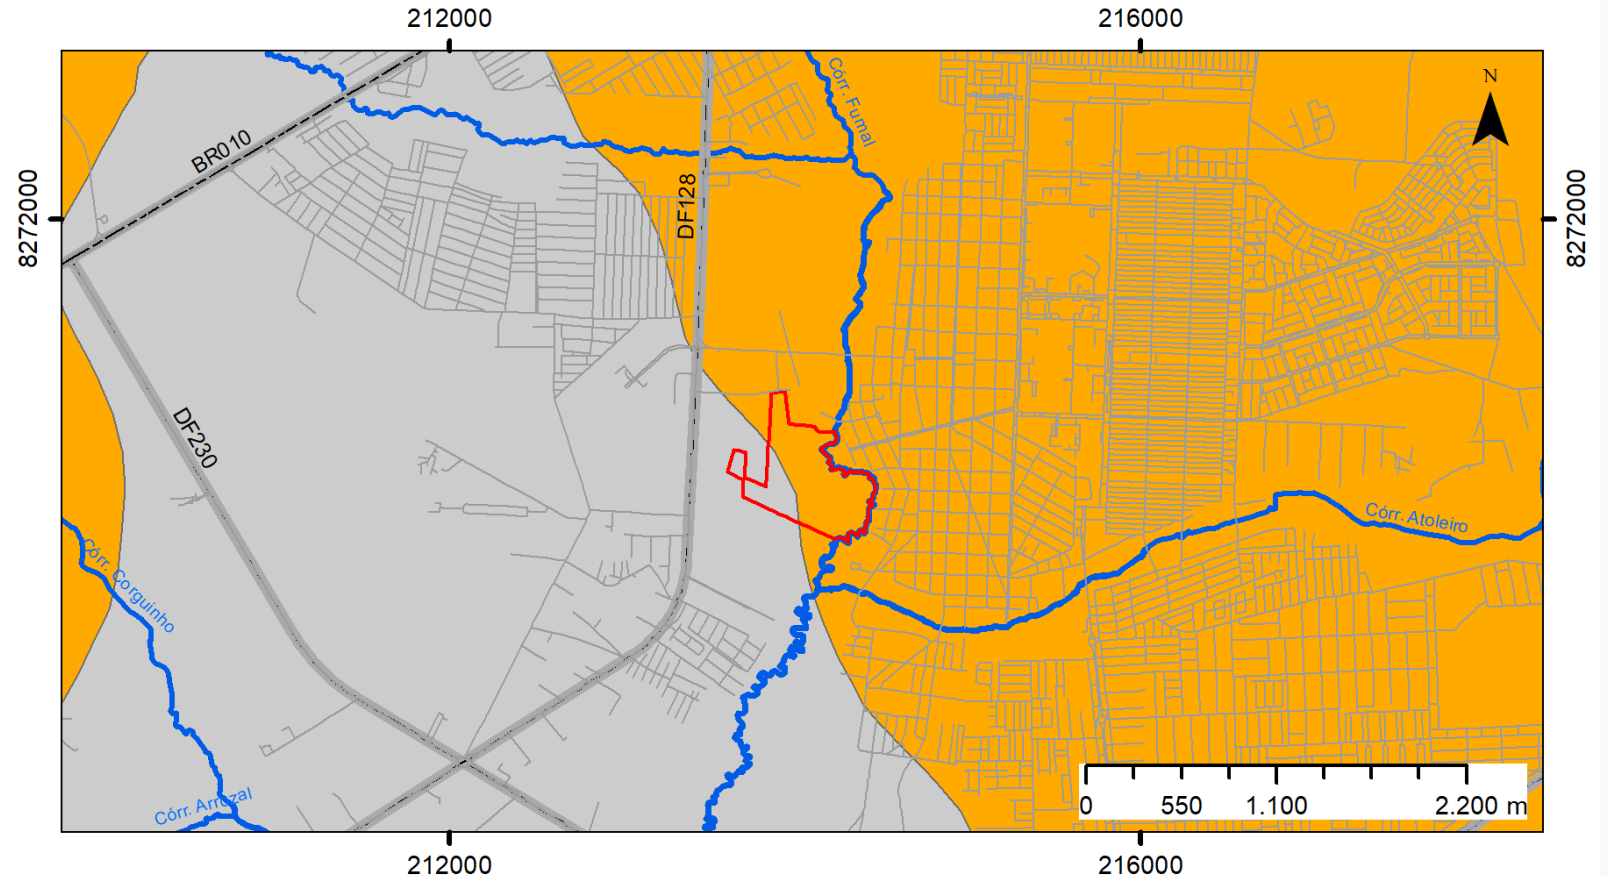 212000
216000
N
Córr. Fumal
BR010
DF128
8272000
8272000
DF230
Córr. Atoleiro
Córr. Corguinho
Córr. Arrozal
0
550
1.100
2.200 m
212000
216000